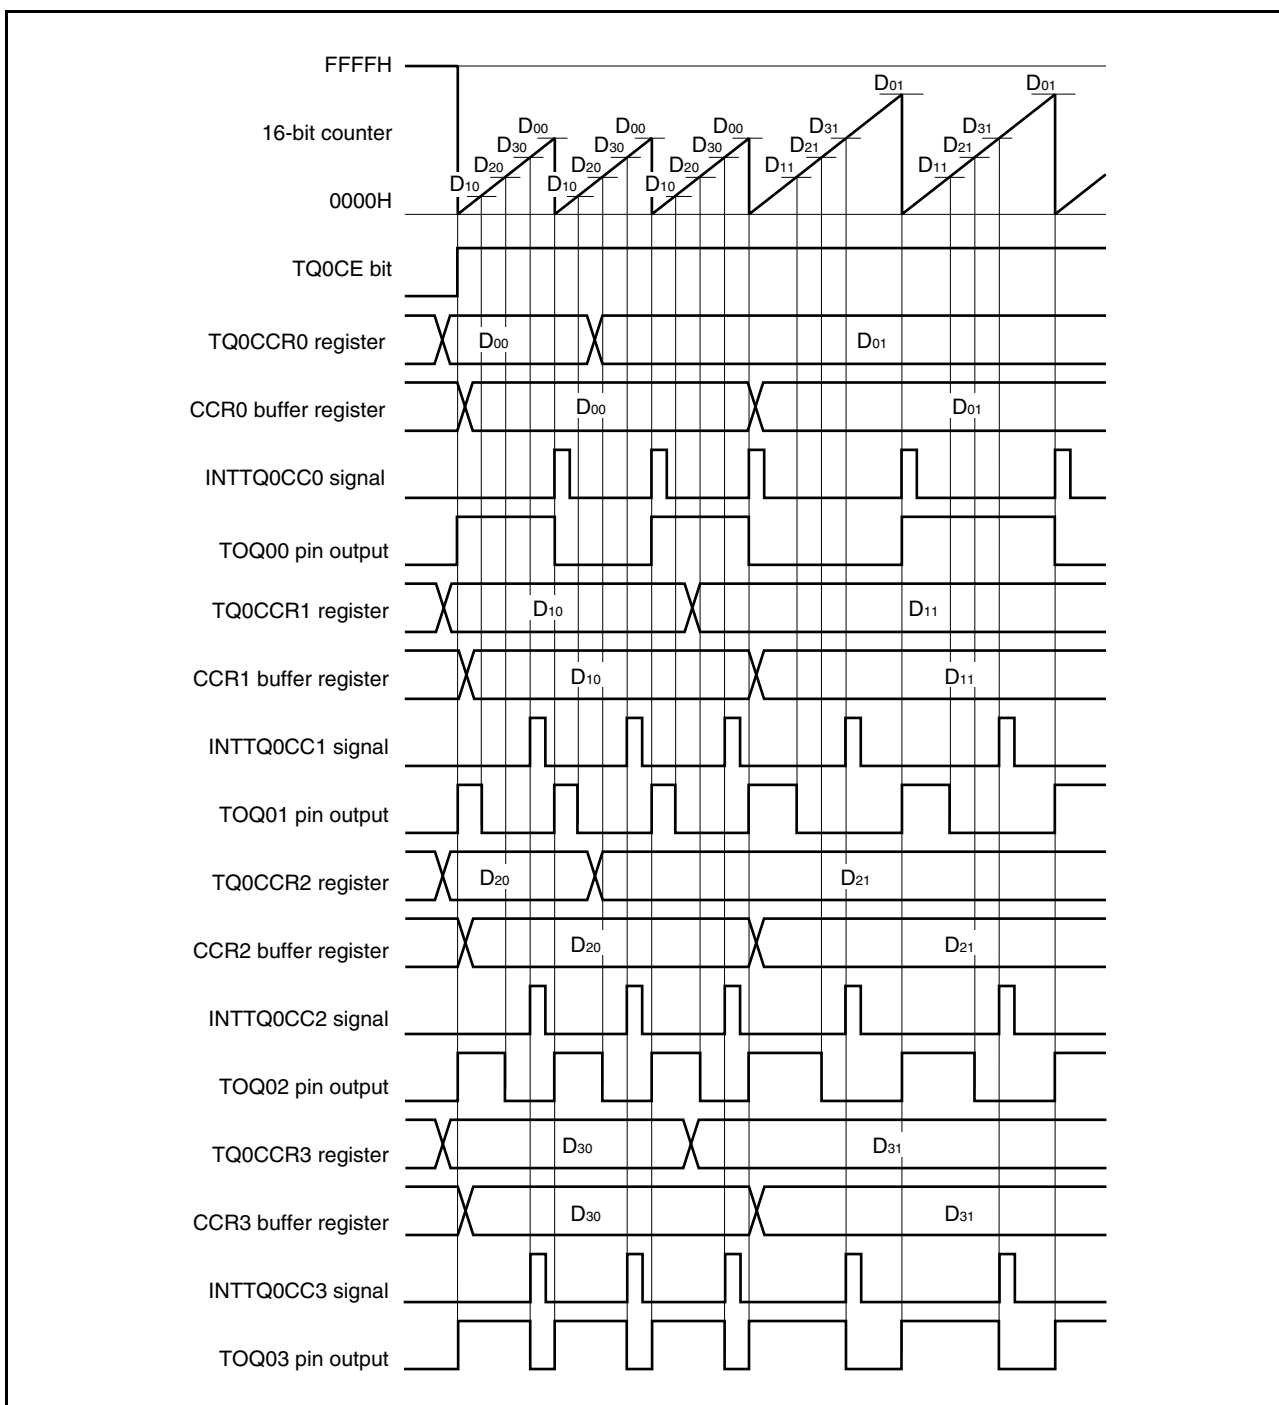 FFFFH
16-bit counter
0000H
D01 D01
D00 D00 D00 D31 D31
D30 D30 D30 D21 D21
D20 D20 D20 D11 D11
D10 D10 D10
TQ0CE bit
TQ0CCR0 register D00 D01
CCR0 buffer register D00 D01
INTTQ0CC0 signal
TOQ00 pin output
TQ0CCR1 register D10 D11
CCR1 buffer register D10 D11
INTTQ0CC1 signal
TOQ01 pin output
TQ0CCR2 register D20 D21
CCR2 buffer register D20 D21
INTTQ0CC2 signal
TOQ02 pin output
TQ0CCR3 register D30 D31
CCR3 buffer register D30 D31
INTTQ0CC3 signal
TOQ03 pin output